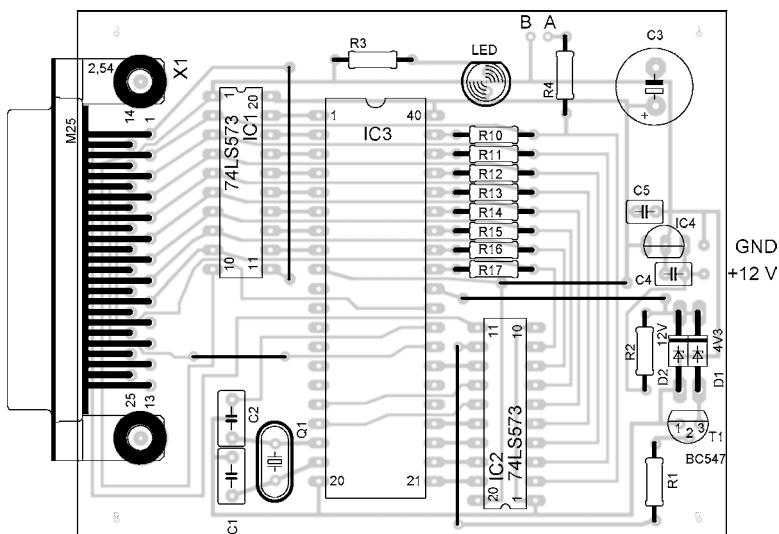 B A
C3
X1
R3
LED
2,54
R4
14
1
M25
1
20
IC1
74LS573
10
11
1
40
IC3
20
21
R10
R11
R12
R13
R14
R15
R16
R17
+
C5
IC4
GND
C4
+12 V
11
10
IC2
74LS573
20
1
R2
12V
4V3
D2
D1
1 2 3
T1
BC547
R1
25
13
C2
Q1
C1